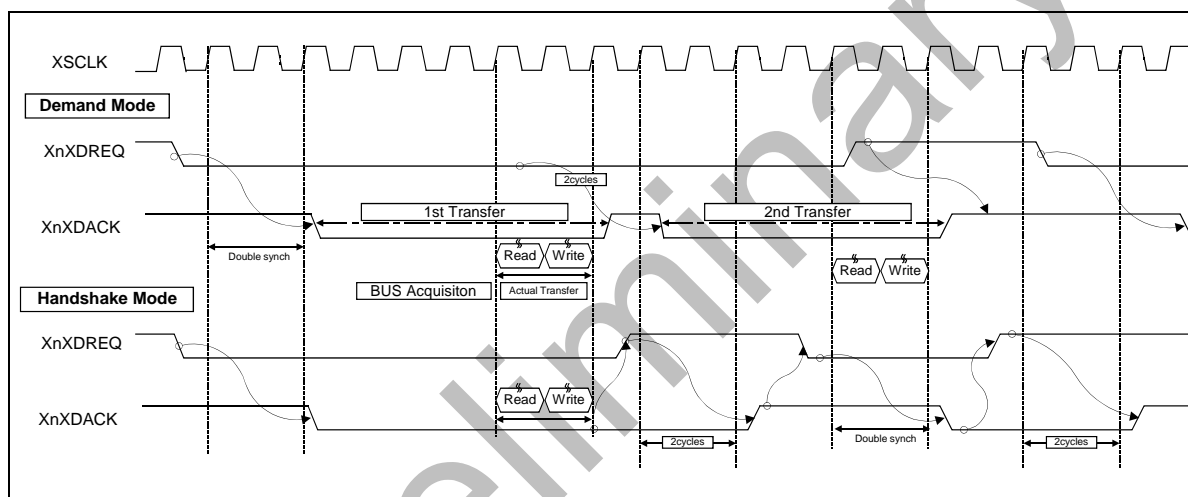 XSCLK
Demand Mode
XnXDREQ
2cycles
1st Transfer
2nd Transfer
XnXDACK
Double synch
Read Write
Read Write
BUS Acquisiton
Actual Transfer
Handshake Mode
XnXDREQ
Read Write
XnXDACK
2cycles
Double synch
2cycles
eliminary